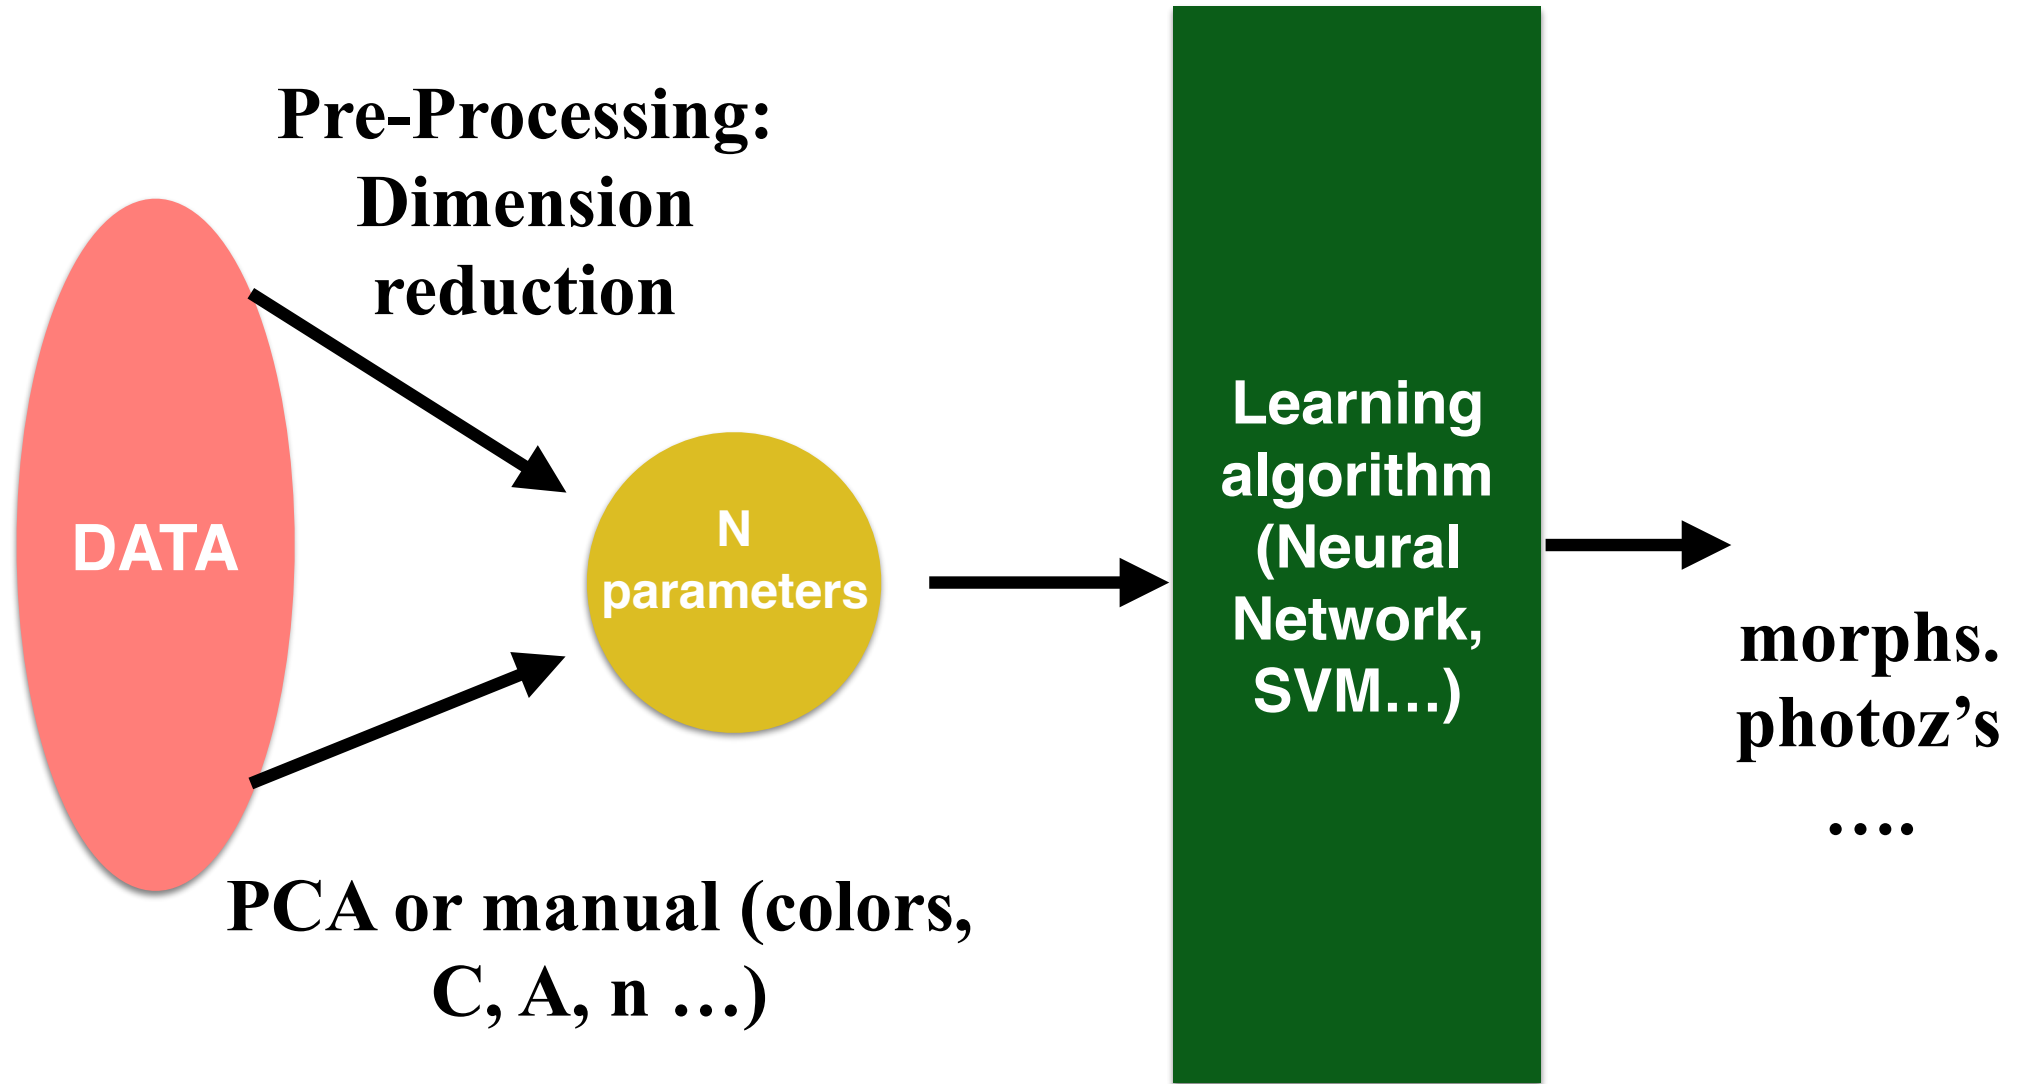 Pre-Processing:
Dimension
reduction
DATA
N
parameters
PCA or manual (colors,
C, A, n …)
Learning
algorithm
(Neural
Network,
SVM…)
morphs.
photoz’s
….